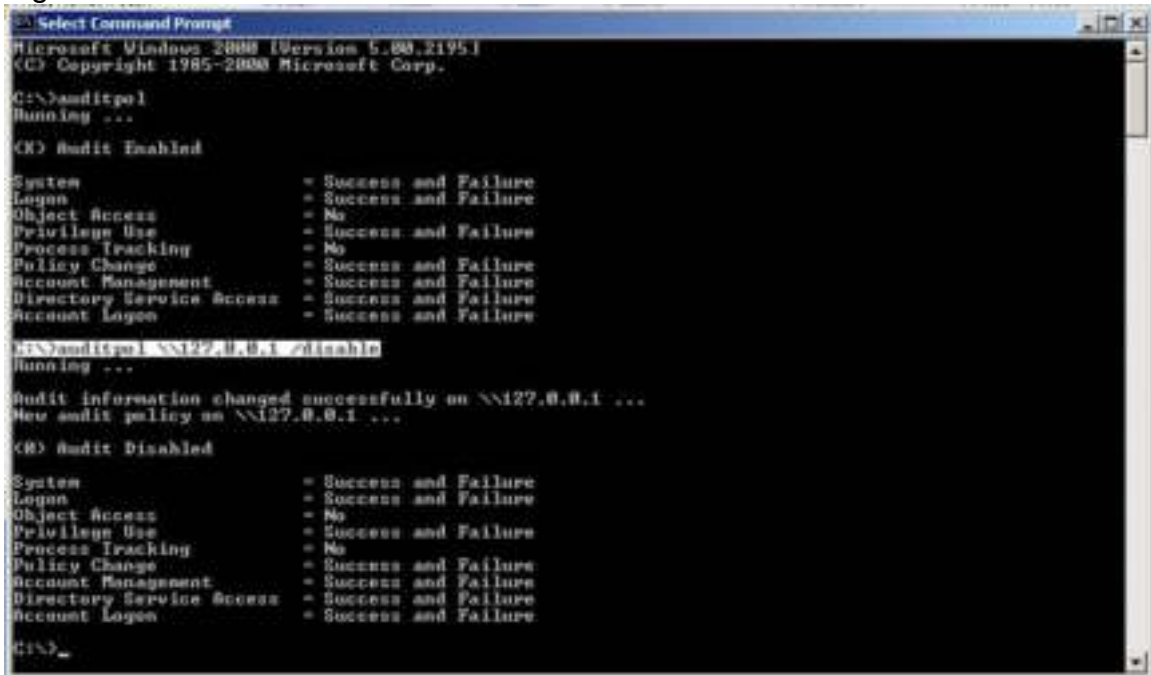 Select Command Prompt
Microsoft Windows 2000 [Version 5.00.2195]
(C) Copyright 1985-2000 Microsoft Corp.
C:\>auditpol
Running ...
(X) Audit Enabled
System = Success and Failure
Logon = Success and Failure
Object Access = No
Privilege Use = Success and Failure
Process Tracking = No
Policy Change = Success and Failure
Account Management = Success and Failure
Directory Service Access = Success and Failure
Account Logon = Success and Failure
C:\>auditpol \\127.0.0.1 /disable
Running ...
Audit information changed successfully on \\127.0.0.1 ...
New audit policy on \\127.0.0.1 ...
(0) Audit Disabled
System = Success and Failure
Logon = Success and Failure
Object Access = No
Privilege Use = Success and Failure
Process Tracking = No
Policy Change = Success and Failure
Account Management = Success and Failure
Directory Service Access = Success and Failure
Account Logon = Success and Failure
C:\>_